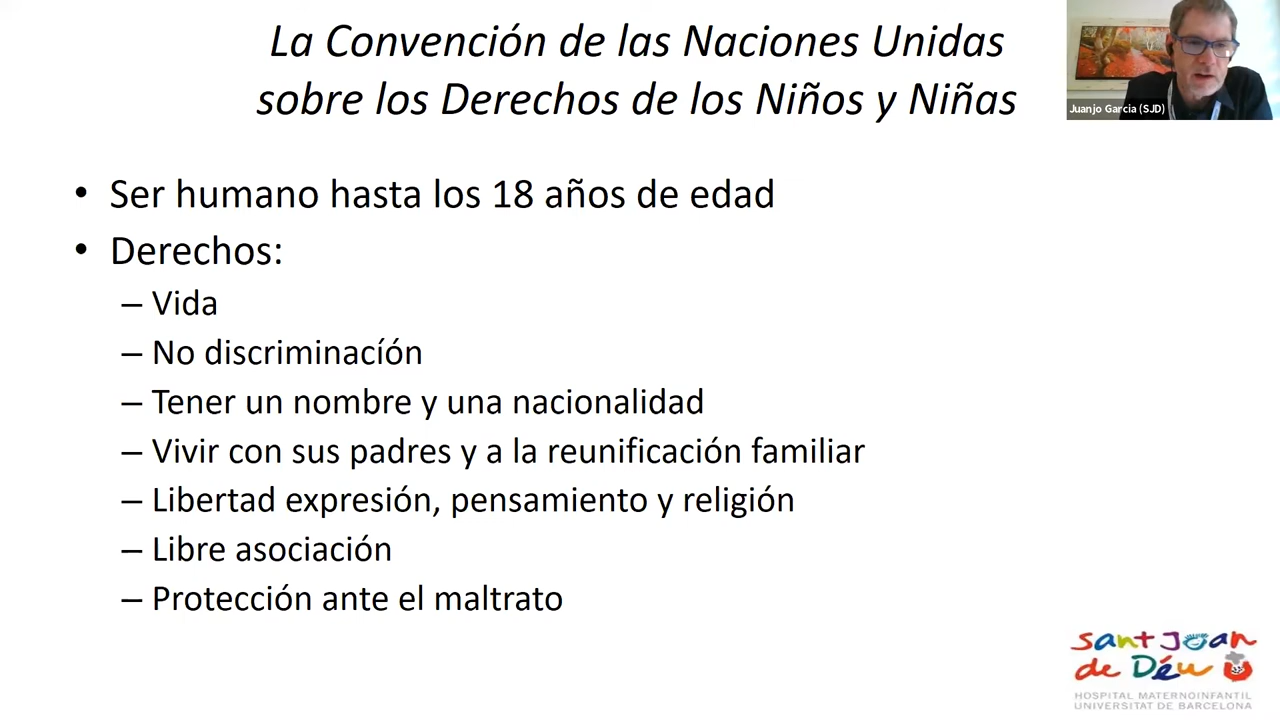 La Convención de las Naciones Unidas
sobre los Derechos de los Niños y Niñas
Juanjo Garcia (SJD)
• Ser humano hasta los 18 años de edad
• Derechos:
– Vida
– No discriminacíón
– Tener un nombre y una nacionalidad
– Vivir con sus padres y a la reunificación familiar
– Libertad expresión, pensamiento y religión
– Libre asociación
– Protección ante el maltrato
Sant Joan
de Déu
HOSPITAL MATERNOINFANTIL
UNIVERSITAT DE BARCELONA